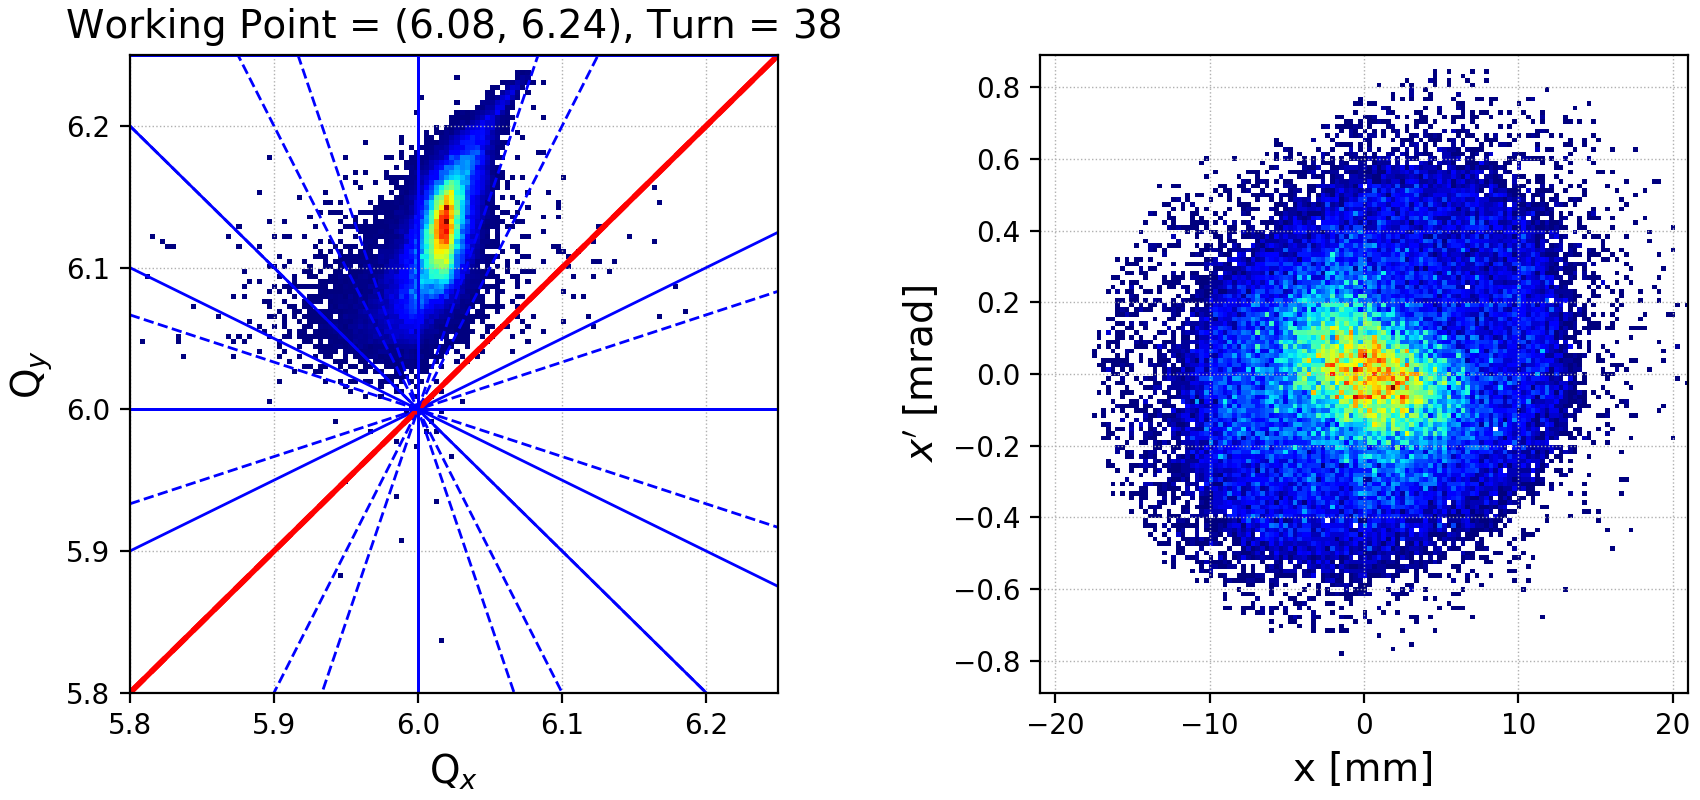 Working Point = (6.08, 6.24), Turn = 38
6.2
6.1
6.0
5.9
5.8
Q_y
5.8 5.9 6.0 6.1 6.2
Q_x
0.8
0.6
0.4
0.2
0.0
−0.2
−0.4
−0.6
−0.8
x′ [mrad]
−20 −10 0 10 20
x [mm]